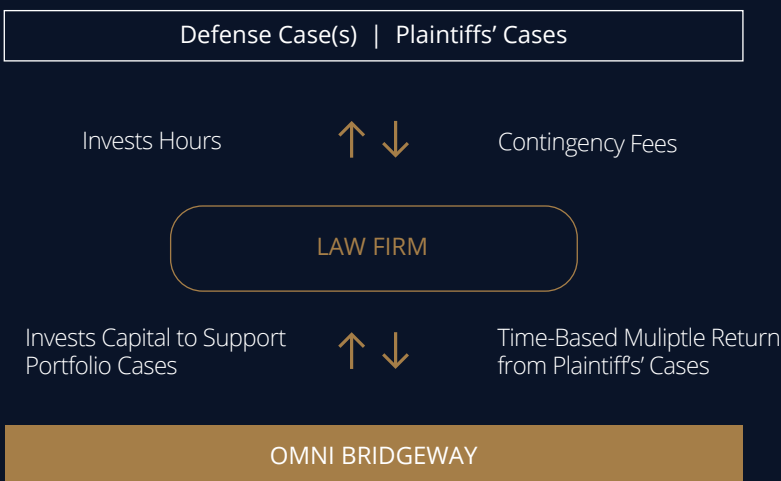 Defense Case(s) | Plaintiffs’ Cases
Invests Hours
Contingency Fees
LAW FIRM
Invests Capital to Support
Portfolio Cases
Time-Based Muliptle Return
from Plaintiff’s’ Cases
OMNI BRIDGEWAY